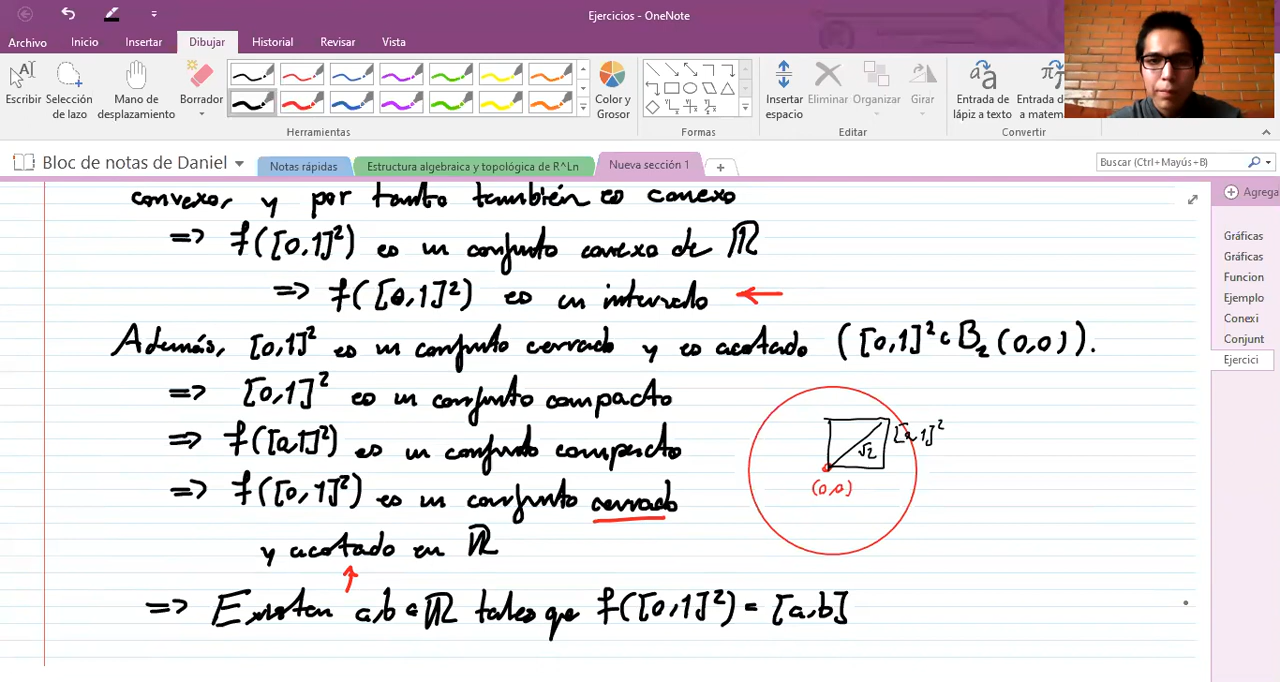 Ejercicios - OneNote
Archivo Inicio Insertar Dibujar Historial Revisar Vista
Escribir Selección de lazo Mano de desplazamiento Borrador Color y Grosor Insertar espacio Eliminar Organizar Girar Entrada de lápiz a texto Entrada de a matem
Herramientas Formas Editar Convertir
Bloc de notas de Daniel Notas rápidas Estructura algebraica y topológica de R^Ln Nueva sección 1 Buscar (Ctrl+Mayús+B)
Agrega
Gráficas
Gráficas
Funcion
Ejemplo
Conexi
Conjunt
Ejercici
convexo, y por tanto también es conexo
=> f([0,1]²) es un conjunto conexo de ℝ
=> f([0,1]²) es un intervalo ←
Además, [0,1]² es un conjunto cerrado y es acotado ([0,1]² ⊂ B₂(0,0)).
=> [0,1]² es un conjunto compacto
=> f([0,1]²) es un conjunto compacto
=> f([0,1]²) es un conjunto cerrado
y acotado en ℝ
=> Existen a,b ∈ ℝ tales que f([0,1]²) = [a,b]
[0,1]²
√2
(0,0)